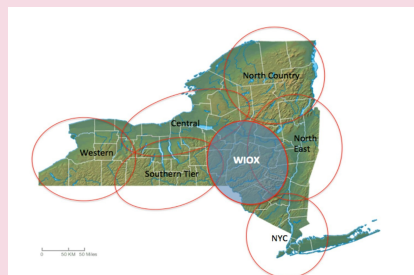 North Country
Central
North
East
Western
WIOX
Southern Tier
NYC
0 50 KM 50 Miles